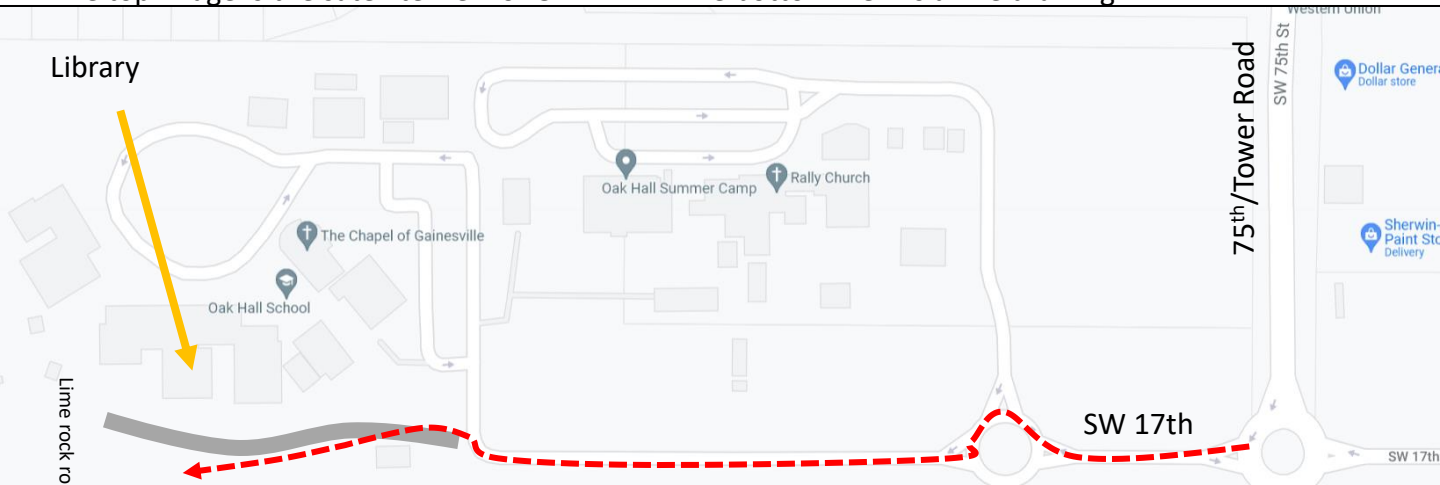 Western Union
Library
75th/Tower Road
SW 75th St
Dollar Genera
Dollar store
Oak Hall Summer Camp
Rally Church
The Chapel of Gainesville
Sherwin-
Paint Sto
Delivery
Oak Hall School
Lime rock ro
SW 17th
SW 17th